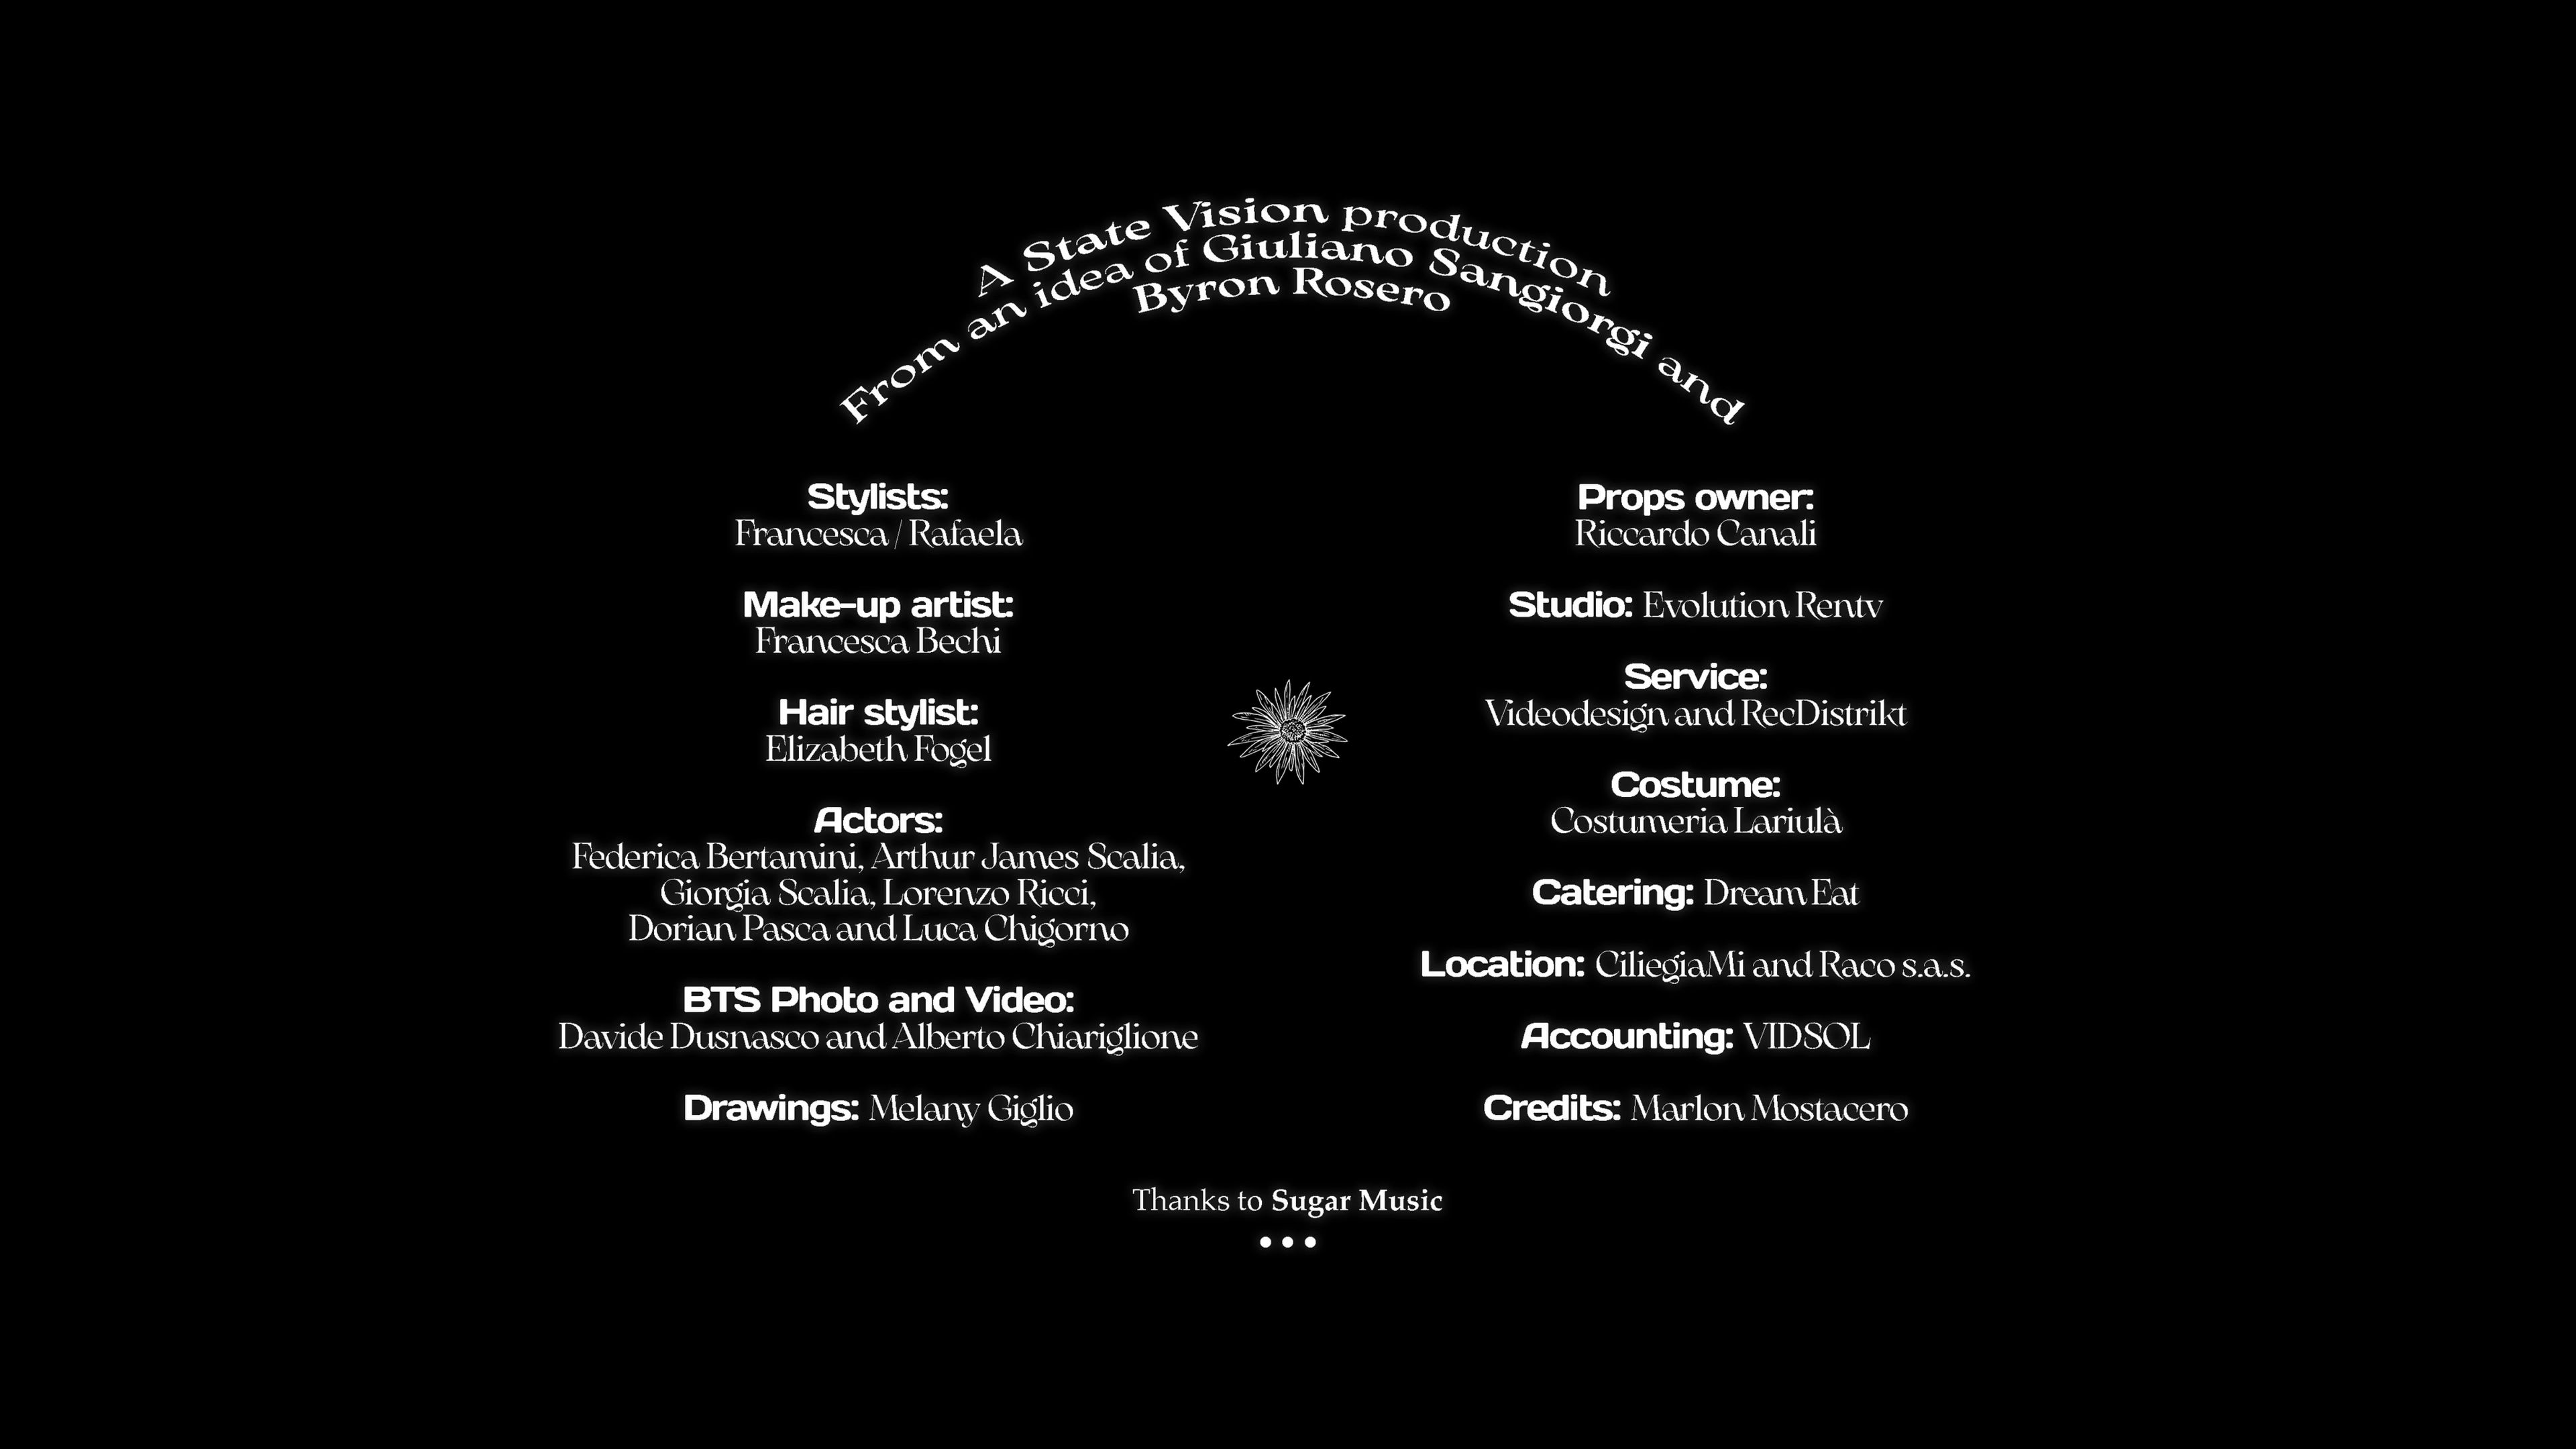 A State Vision production
From an idea of Giuliano Sangiorgi and
Byron Rosero
Stylists:
Francesca / Rafaela
Make-up artist:
Francesca Bechi
Hair stylist:
Elizabeth Fogel
Actors:
Federica Bertamini, Arthur James Scalia,
Giorgia Scalia, Lorenzo Ricci,
Dorian Pasca and Luca Chigorno
BTS Photo and Video:
Davide Dusnasco and Alberto Chiariglione
Drawings: Melany Giglio
Props owner:
Riccardo Canali
Studio: Evolution Rentv
Service:
Videodesign and RecDistrikt
Costume:
Costumeria Lariulà
Catering: Dream Eat
Location: CiliegiaMi and Raco s.a.s.
Accounting: VIDSOL
Credits: Marlon Mostacero
Thanks to Sugar Music
•••